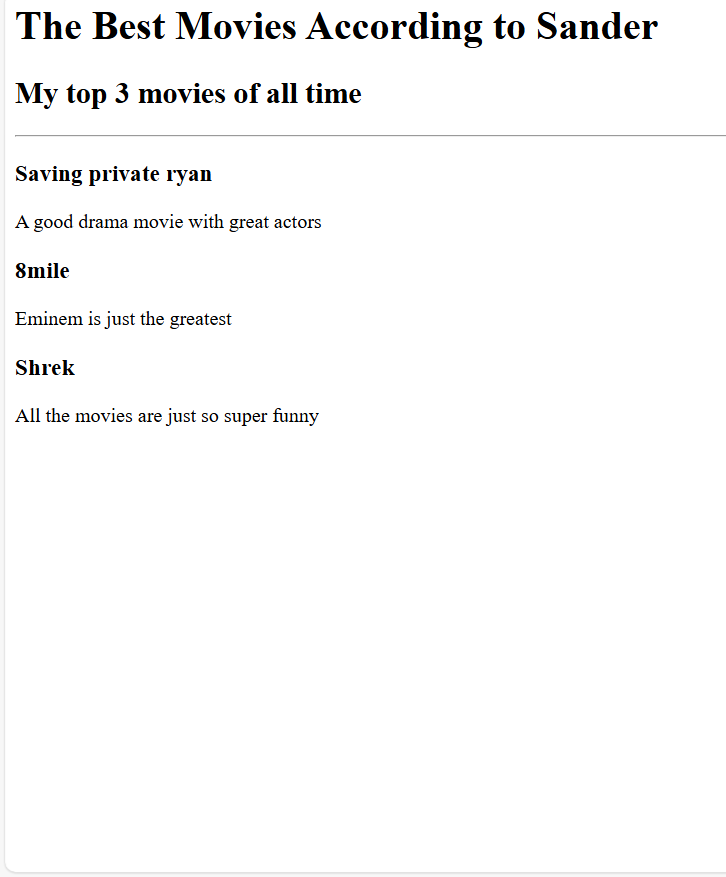 The Best Movies According to Sander
My top 3 movies of all time
Saving private ryan
A good drama movie with great actors
8mile
Eminem is just the greatest
Shrek
All the movies are just so super funny